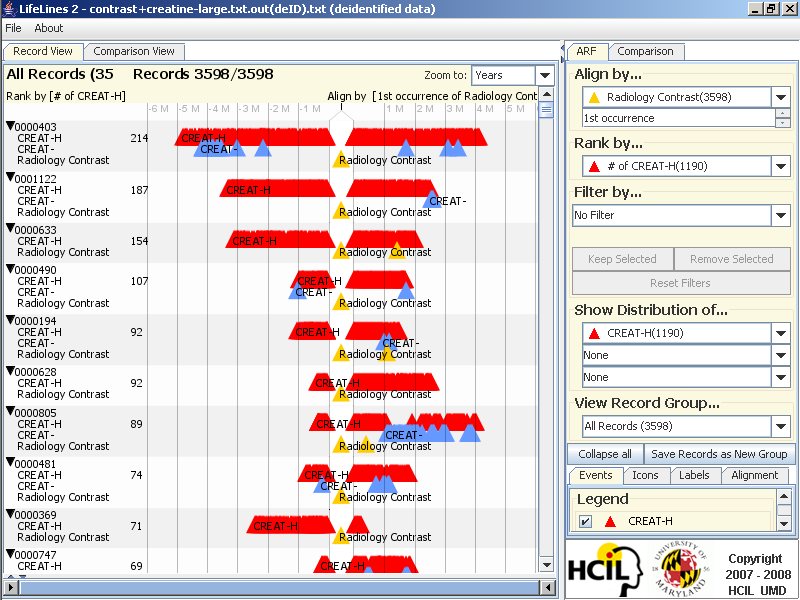 LifeLines 2 - contrast+creatine-large.txt.out(deID).txt (deidentified data)
File About
Record View Comparison View
All Records (35 Records 3598/3598 Zoom to: Years
Rank by [# of CREAT-H] Align by [1st occurrence of Radiology Cont
-6 M -5 M -4 M -3 M -2 M -1 M 1 M 2 M 3 M 4 M 5 M
0000403
CREAT-H 214 CREAT-H
CREAT- CREAT-
Radiology Contrast Radiology Contrast
0001122
CREAT-H 187 CREAT-H
CREAT- CREAT-
Radiology Contrast Radiology Contrast
0000633
CREAT-H 154 CREAT-H
Radiology Contrast Radiology Contrast
0000490
CREAT-H 107 CREAT-H
CREAT- CREAT-
Radiology Contrast Radiology Contrast
0000194
CREAT-H 92 CREAT-H
CREAT- CREAT-
Radiology Contrast Radiology Contrast
0000628
CREAT-H 92 CREAT-H
Radiology Contrast Radiology Contrast
0000805
CREAT-H 89 CREAT-H
CREAT- CREAT-
Radiology Contrast Radiology Contrast
0000481
CREAT-H 74 CREAT-H
CREAT- CREAT-
Radiology Contrast Radiology Contrast
0000369
CREAT-H 71 CREAT-H
Radiology Contrast Radiology Contrast
0000747
CREAT-H 69 CREAT-H
ARF Comparison
Align by...
Radiology Contrast(3598)
1st occurrence
Rank by...
# of CREAT-H(1190)
Filter by...
No Filter
Keep Selected Remove Selected
Reset Filters
Show Distribution of...
CREAT-H(1190)
None
None
View Record Group...
All Records (3598)
Collapse all Save Records as New Group
Events Icons Labels Alignment
Legend
CREAT-H
HCIL
UNIVERSITY OF
MARYLAND
18 56
Copyright
2007 - 2008
HCIL UMD